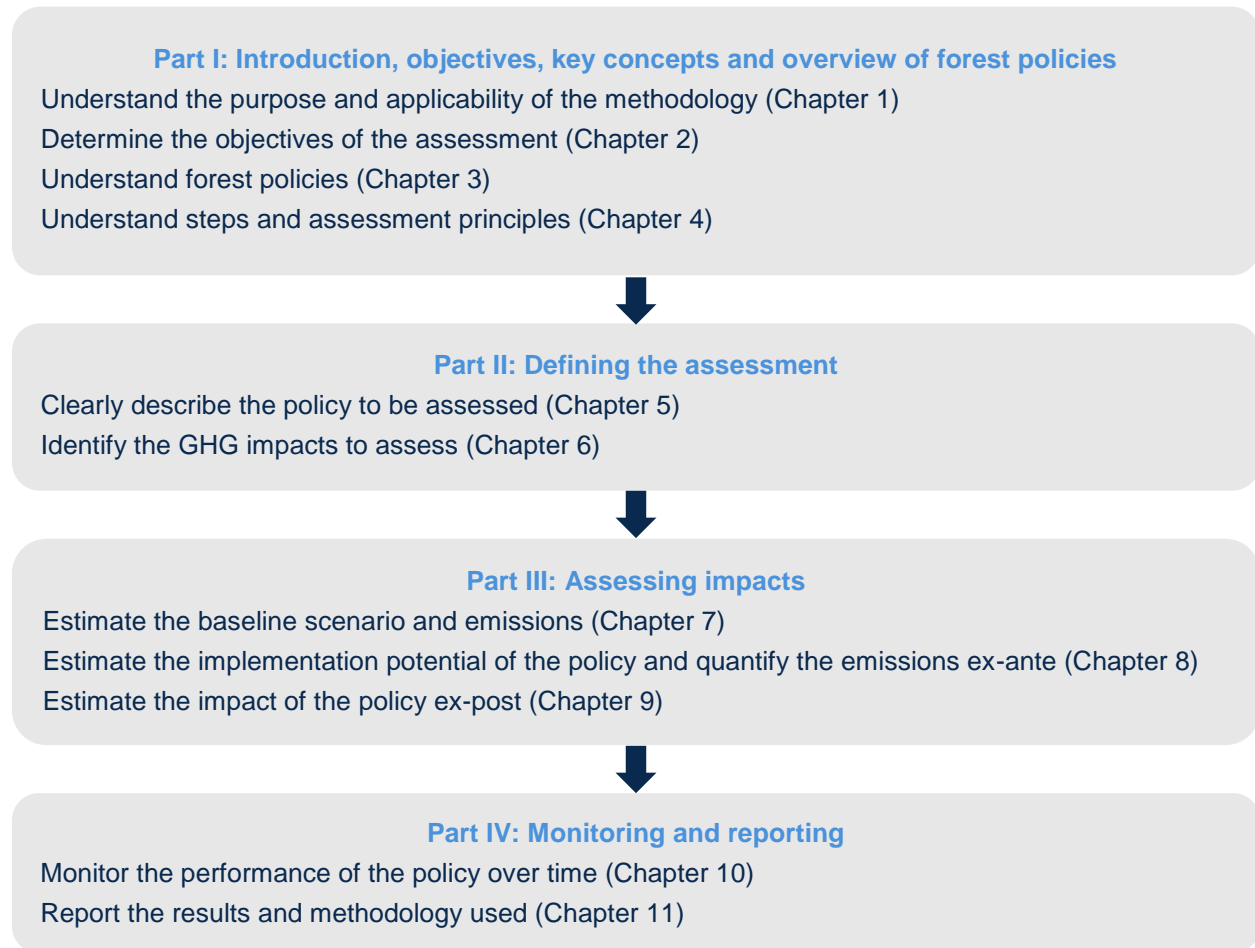 Part I: Introduction, objectives, key concepts and overview of forest policies
Understand the purpose and applicability of the methodology (Chapter 1)
Determine the objectives of the assessment (Chapter 2)
Understand forest policies (Chapter 3)
Understand steps and assessment principles (Chapter 4)
Part II: Defining the assessment
Clearly describe the policy to be assessed (Chapter 5)
Identify the GHG impacts to assess (Chapter 6)
Part III: Assessing impacts
Estimate the baseline scenario and emissions (Chapter 7)
Estimate the implementation potential of the policy and quantify the emissions ex-ante (Chapter 8)
Estimate the impact of the policy ex-post (Chapter 9)
Part IV: Monitoring and reporting
Monitor the performance of the policy over time (Chapter 10)
Report the results and methodology used (Chapter 11)